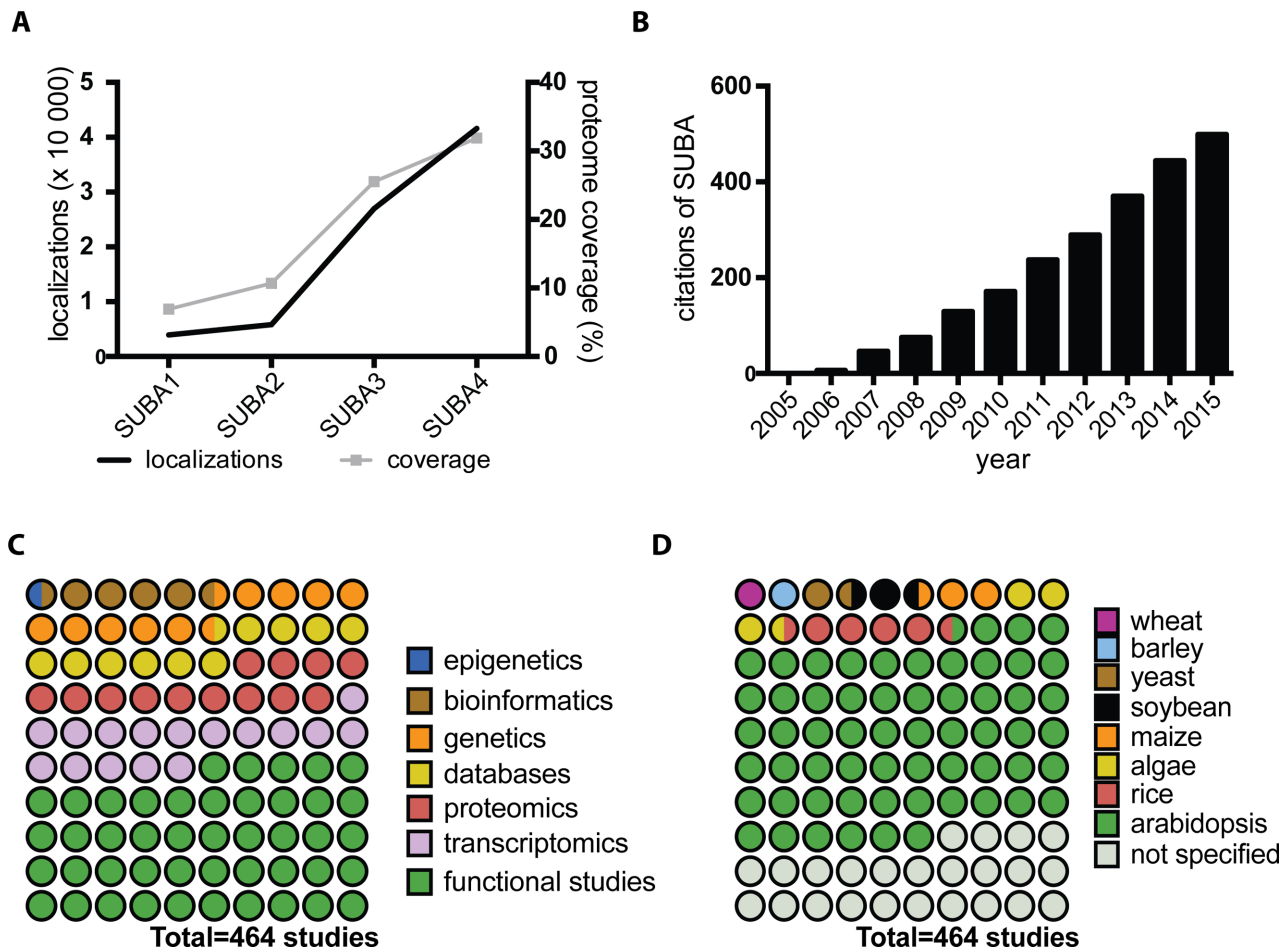 A
localizations (x 10 000)
5
4
3
2
1
0
proteome coverage (%)
40
30
20
10
0
SUBA1
SUBA2
SUBA3
SUBA4
localizations
coverage
B
citations of SUBA
600
400
200
0
2005
2006
2007
2008
2009
2010
2011
2012
2013
2014
2015
year
C
epigenetics
bioinformatics
genetics
databases
proteomics
transcriptomics
functional studies
Total=464 studies
D
wheat
barley
yeast
soybean
maize
algae
rice
arabidopsis
not specified
Total=464 studies